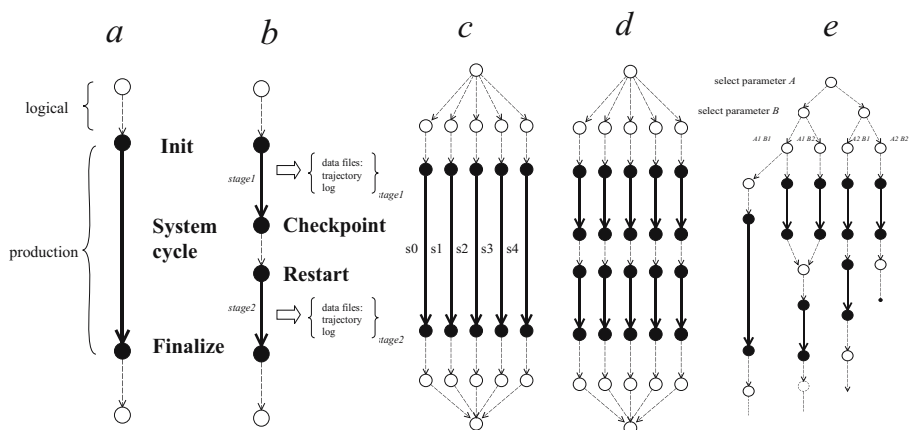 a
b
c
d
e
logical
Init
production
System
cycle
Finalize
stage1
data files:
trajectory
log
stage1
Checkpoint
Restart
stage2
data files:
trajectory
log
stage2
s0
s1
s2
s3
s4
select parameter A
select parameter B
A1 B1
A1 B2
A2 B1
A2 B2